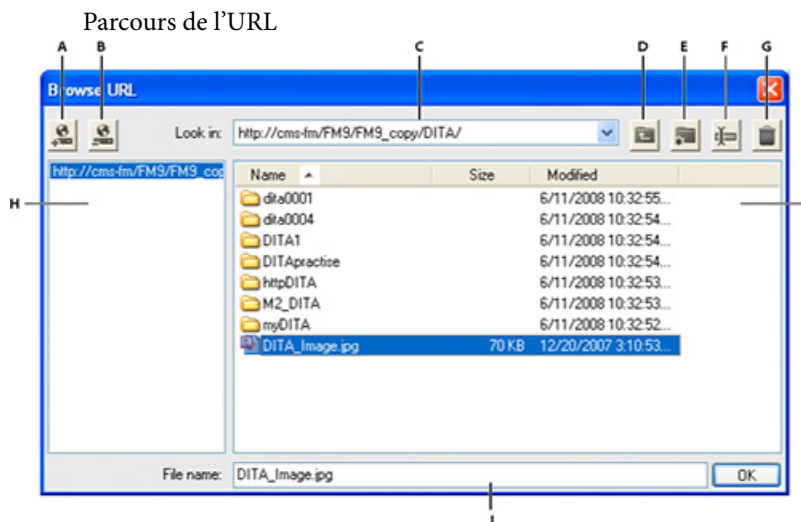 Parcours de l'URL
A B C D E F G
Browse URL
Look in: http://cms-fm/FM9/FM9_copy/DITA/
http://cms-fm/FM9/FM9_cop
Name Size Modified
dita0001 6/11/2008 10:32:55...
dita0004 6/11/2008 10:32:54...
DITA1 6/11/2008 10:32:54...
DITApractise 6/11/2008 10:32:54...
httpDITA 6/11/2008 10:32:53...
M2_DITA 6/11/2008 10:32:53...
myDITA 6/11/2008 10:32:52...
DITA_Image.jpg 70 KB 12/20/2007 3:10:53...
H
File name: DITA_Image.jpg OK